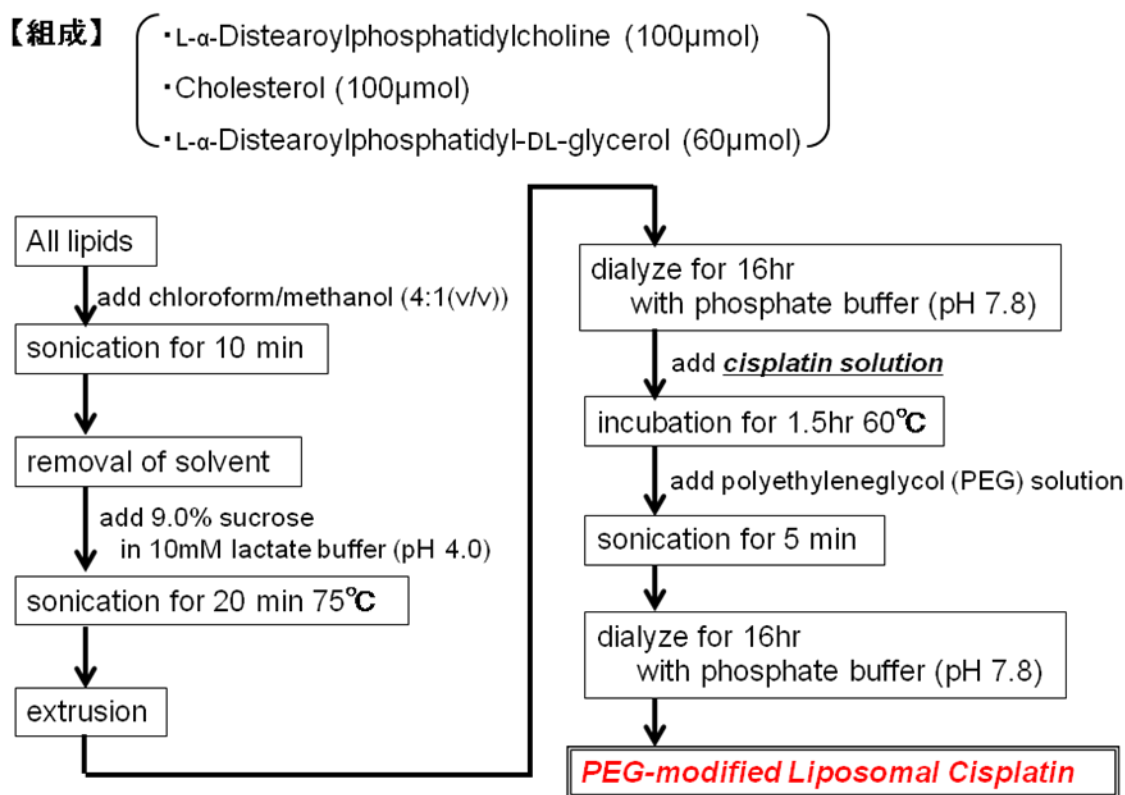 【組成】
・L-α-Distearoylphosphatidylcholine (100μmol)
・Cholesterol (100μmol)
・L-α-Distearoylphosphatidyl-DL-glycerol (60μmol)
All lipids
add chloroform/methanol (4:1(v/v))
sonication for 10 min
removal of solvent
add 9.0% sucrose
in 10mM lactate buffer (pH 4.0)
sonication for 20 min 75℃
extrusion
dialyze for 16hr
with phosphate buffer (pH 7.8)
add cisplatin solution
incubation for 1.5hr 60℃
add polyethyleneglycol (PEG) solution
sonication for 5 min
dialyze for 16hr
with phosphate buffer (pH 7.8)
PEG-modified Liposomal Cisplatin